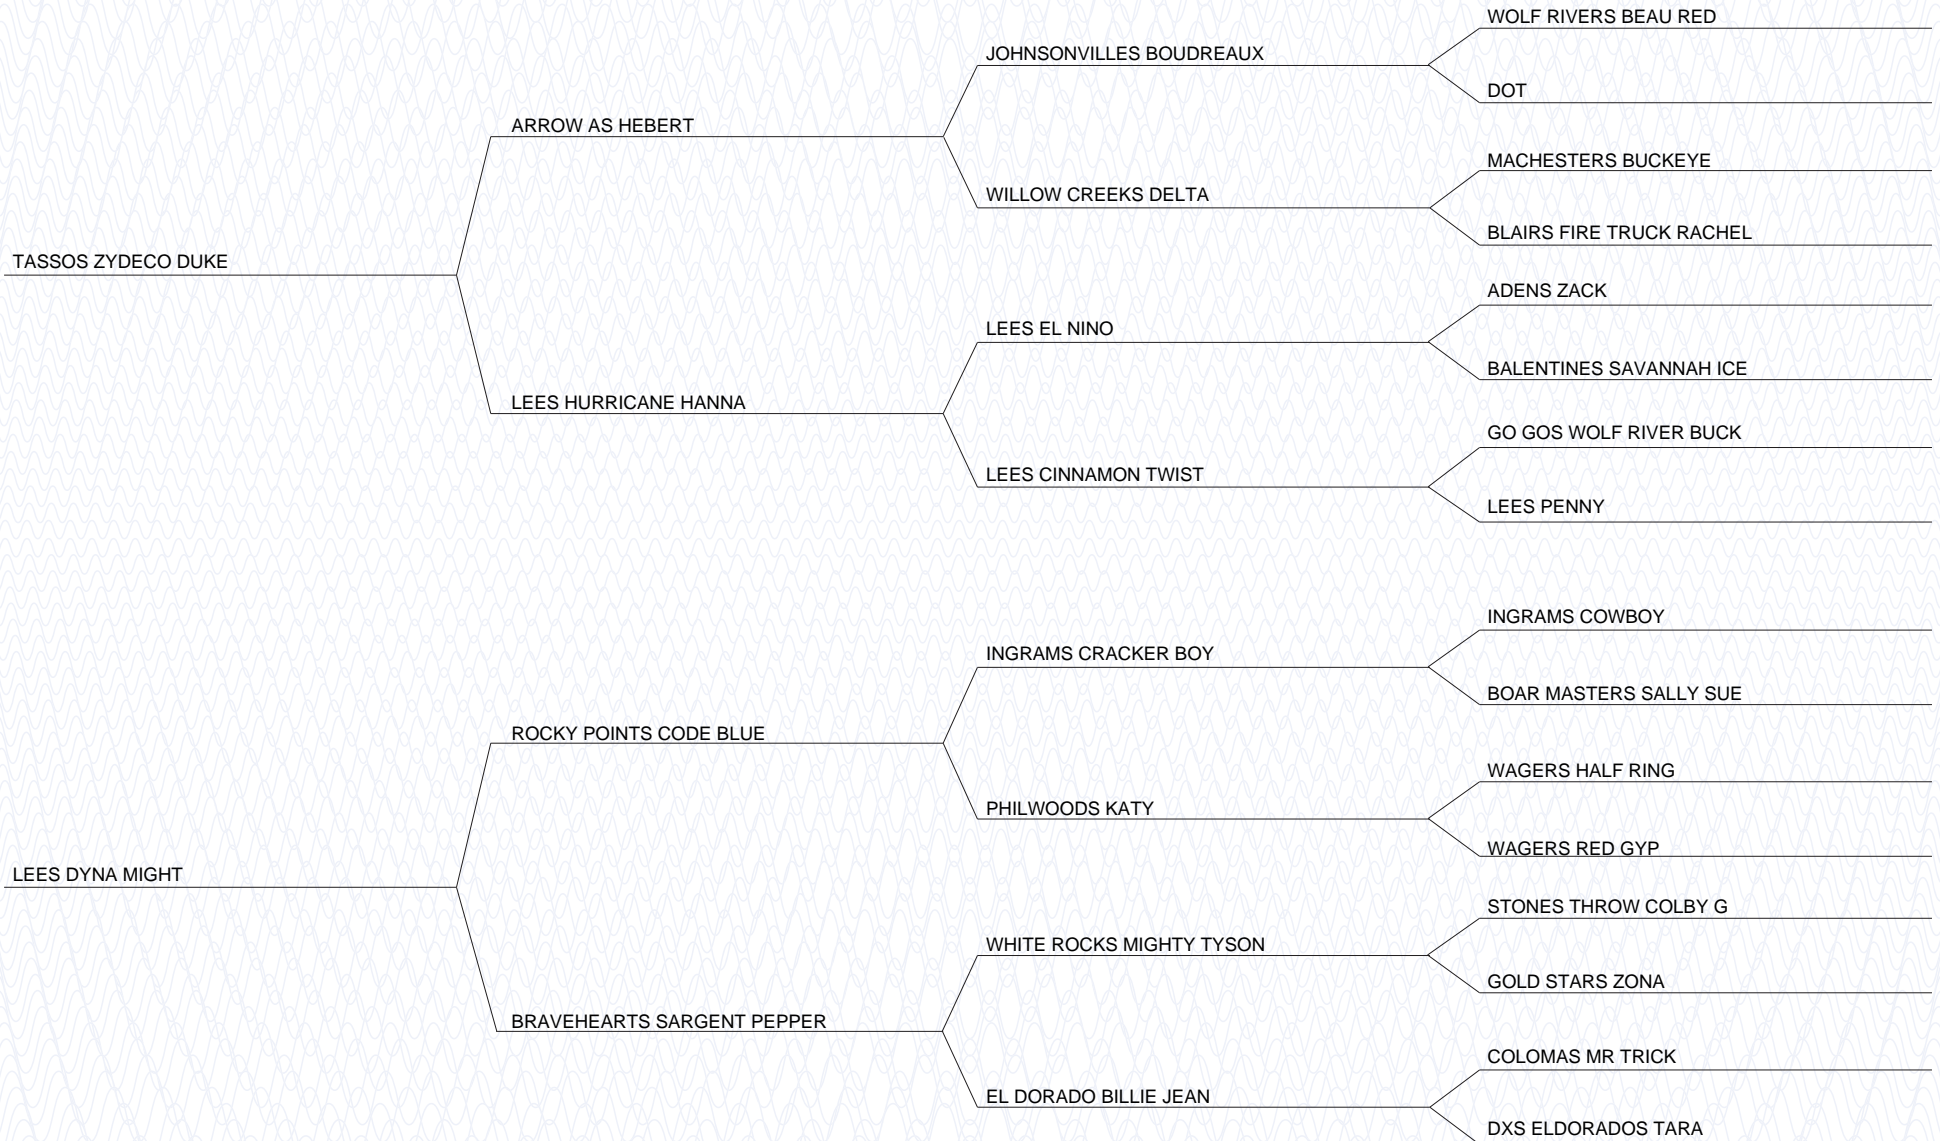 WOLF RIVERS BEAU RED
JOHNSONVILLES BOUDREAUX
DOT
ARROW AS HEBERT
MACHESTERS BUCKEYE
WILLOW CREEKS DELTA
BLAIRS FIRE TRUCK RACHEL
TASSOS ZYDECO DUKE
ADENS ZACK
LEES EL NINO
BALENTINES SAVANNAH ICE
LEES HURRICANE HANNA
GO GOS WOLF RIVER BUCK
LEES CINNAMON TWIST
LEES PENNY
INGRAMS COWBOY
INGRAMS CRACKER BOY
BOAR MASTERS SALLY SUE
ROCKY POINTS CODE BLUE
WAGERS HALF RING
PHILWOODS KATY
WAGERS RED GYP
LEES DYNA MIGHT
STONES THROW COLBY G
WHITE ROCKS MIGHTY TYSON
GOLD STARS ZONA
BRAVEHEARTS SARGENT PEPPER
COLOMAS MR TRICK
EL DORADO BILLIE JEAN
DXS ELDORADOS TARA